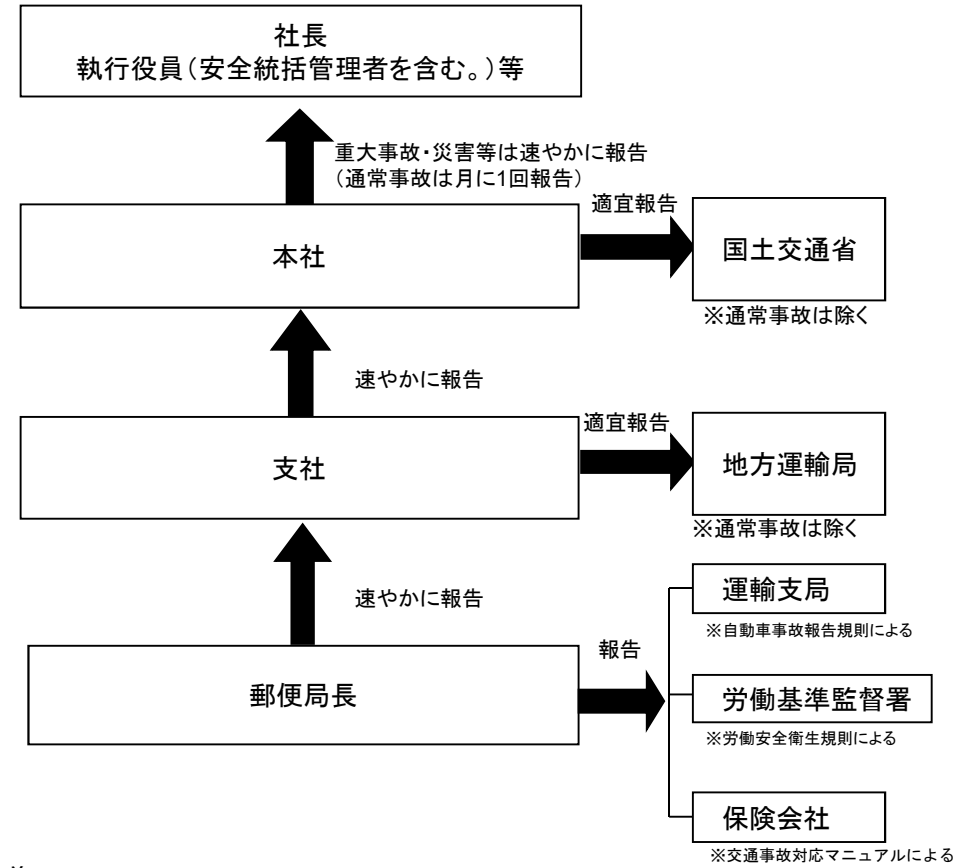 社長
執行役員(安全統括管理者を含む。)等
重大事故・災害等は速やかに報告
(通常事故は月に1回報告)
適宜報告
本社
国土交通省
※通常事故は除く
速やかに報告
適宜報告
支社
地方運輸局
※通常事故は除く
速やかに報告
運輸支局
※自動車事故報告規則による
報告
郵便局長
労働基準監督署
※労働安全衛生規則による
保険会社
※交通事故対応マニュアルによる